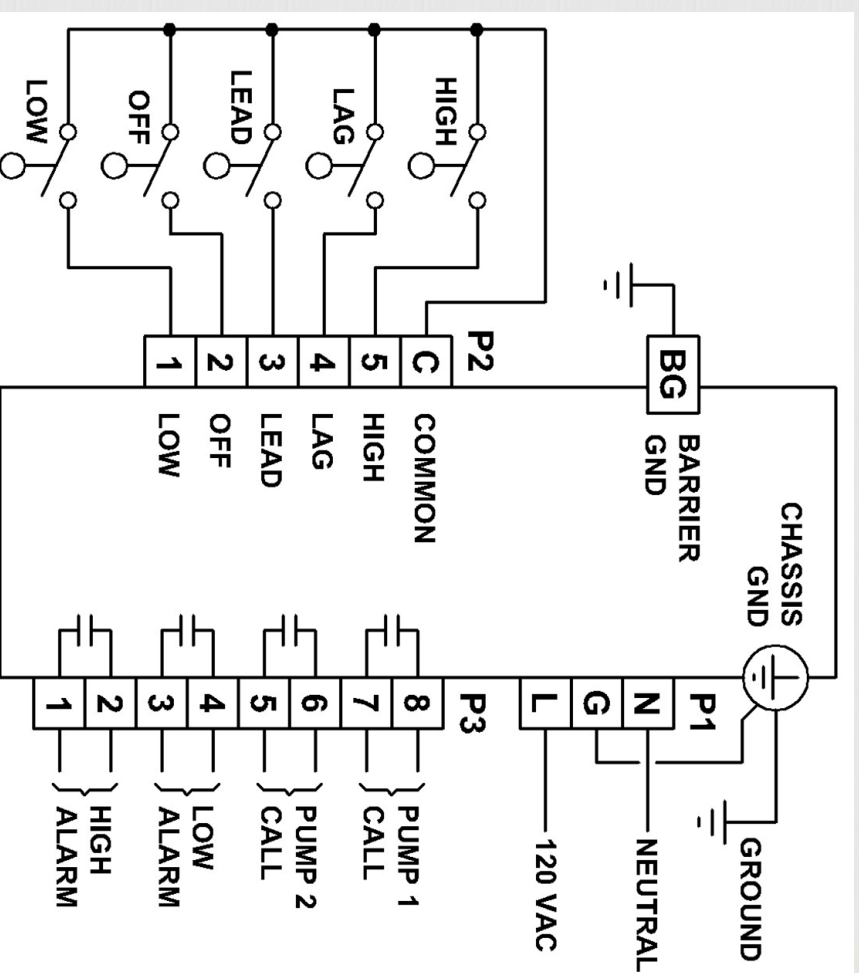 LOW
OFF
LEAD
LAG
HIGH
P2
1
2
3
4
5
C
BG
LOW
OFF
LEAD
LAG
HIGH
COMMON
BARRIER
GND
CHASSIS
GND
1
2
3
4
5
6
7
8
P3
L
G
N
P1
HIGH
ALARM
LOW
ALARM
PUMP 2
CALL
PUMP 1
CALL
120 VAC
NEUTRAL
GROUND